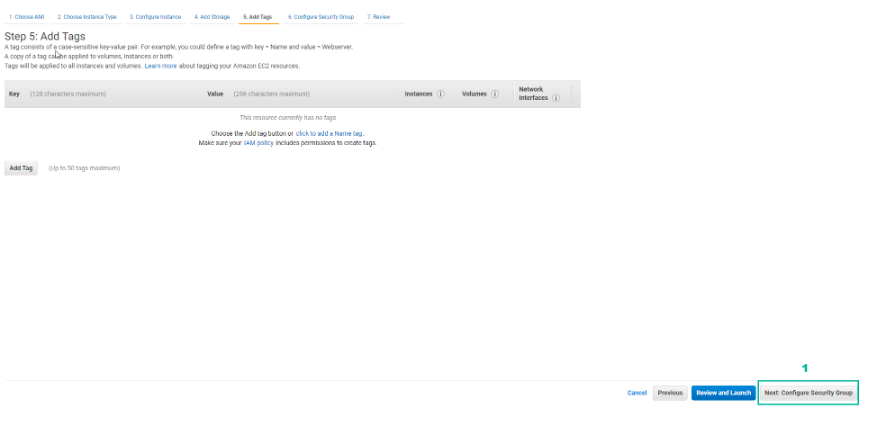 1. Choose AMI 2. Choose Instance Type 3. Configure Instance 4. Add Storage 5. Add Tags 6. Configure Security Group 7. Review
Step 5: Add Tags
A tag consists of a case-sensitive key-value pair. For example, you could define a tag with key = Name and value = Webserver.
A copy of a tag can be applied to volumes, instances or both.
Tags will be applied to all instances and volumes. Learn more about tagging your Amazon EC2 resources.
Key (128 characters maximum) Value (256 characters maximum) Instances Volumes Network Interfaces
This resource currently has no tags
Choose the Add tag button or click to add a Name tag.
Make sure your IAM policy includes permissions to create tags.
Add Tag (Up to 50 tags maximum)
1
Cancel Previous Review and Launch Next: Configure Security Group